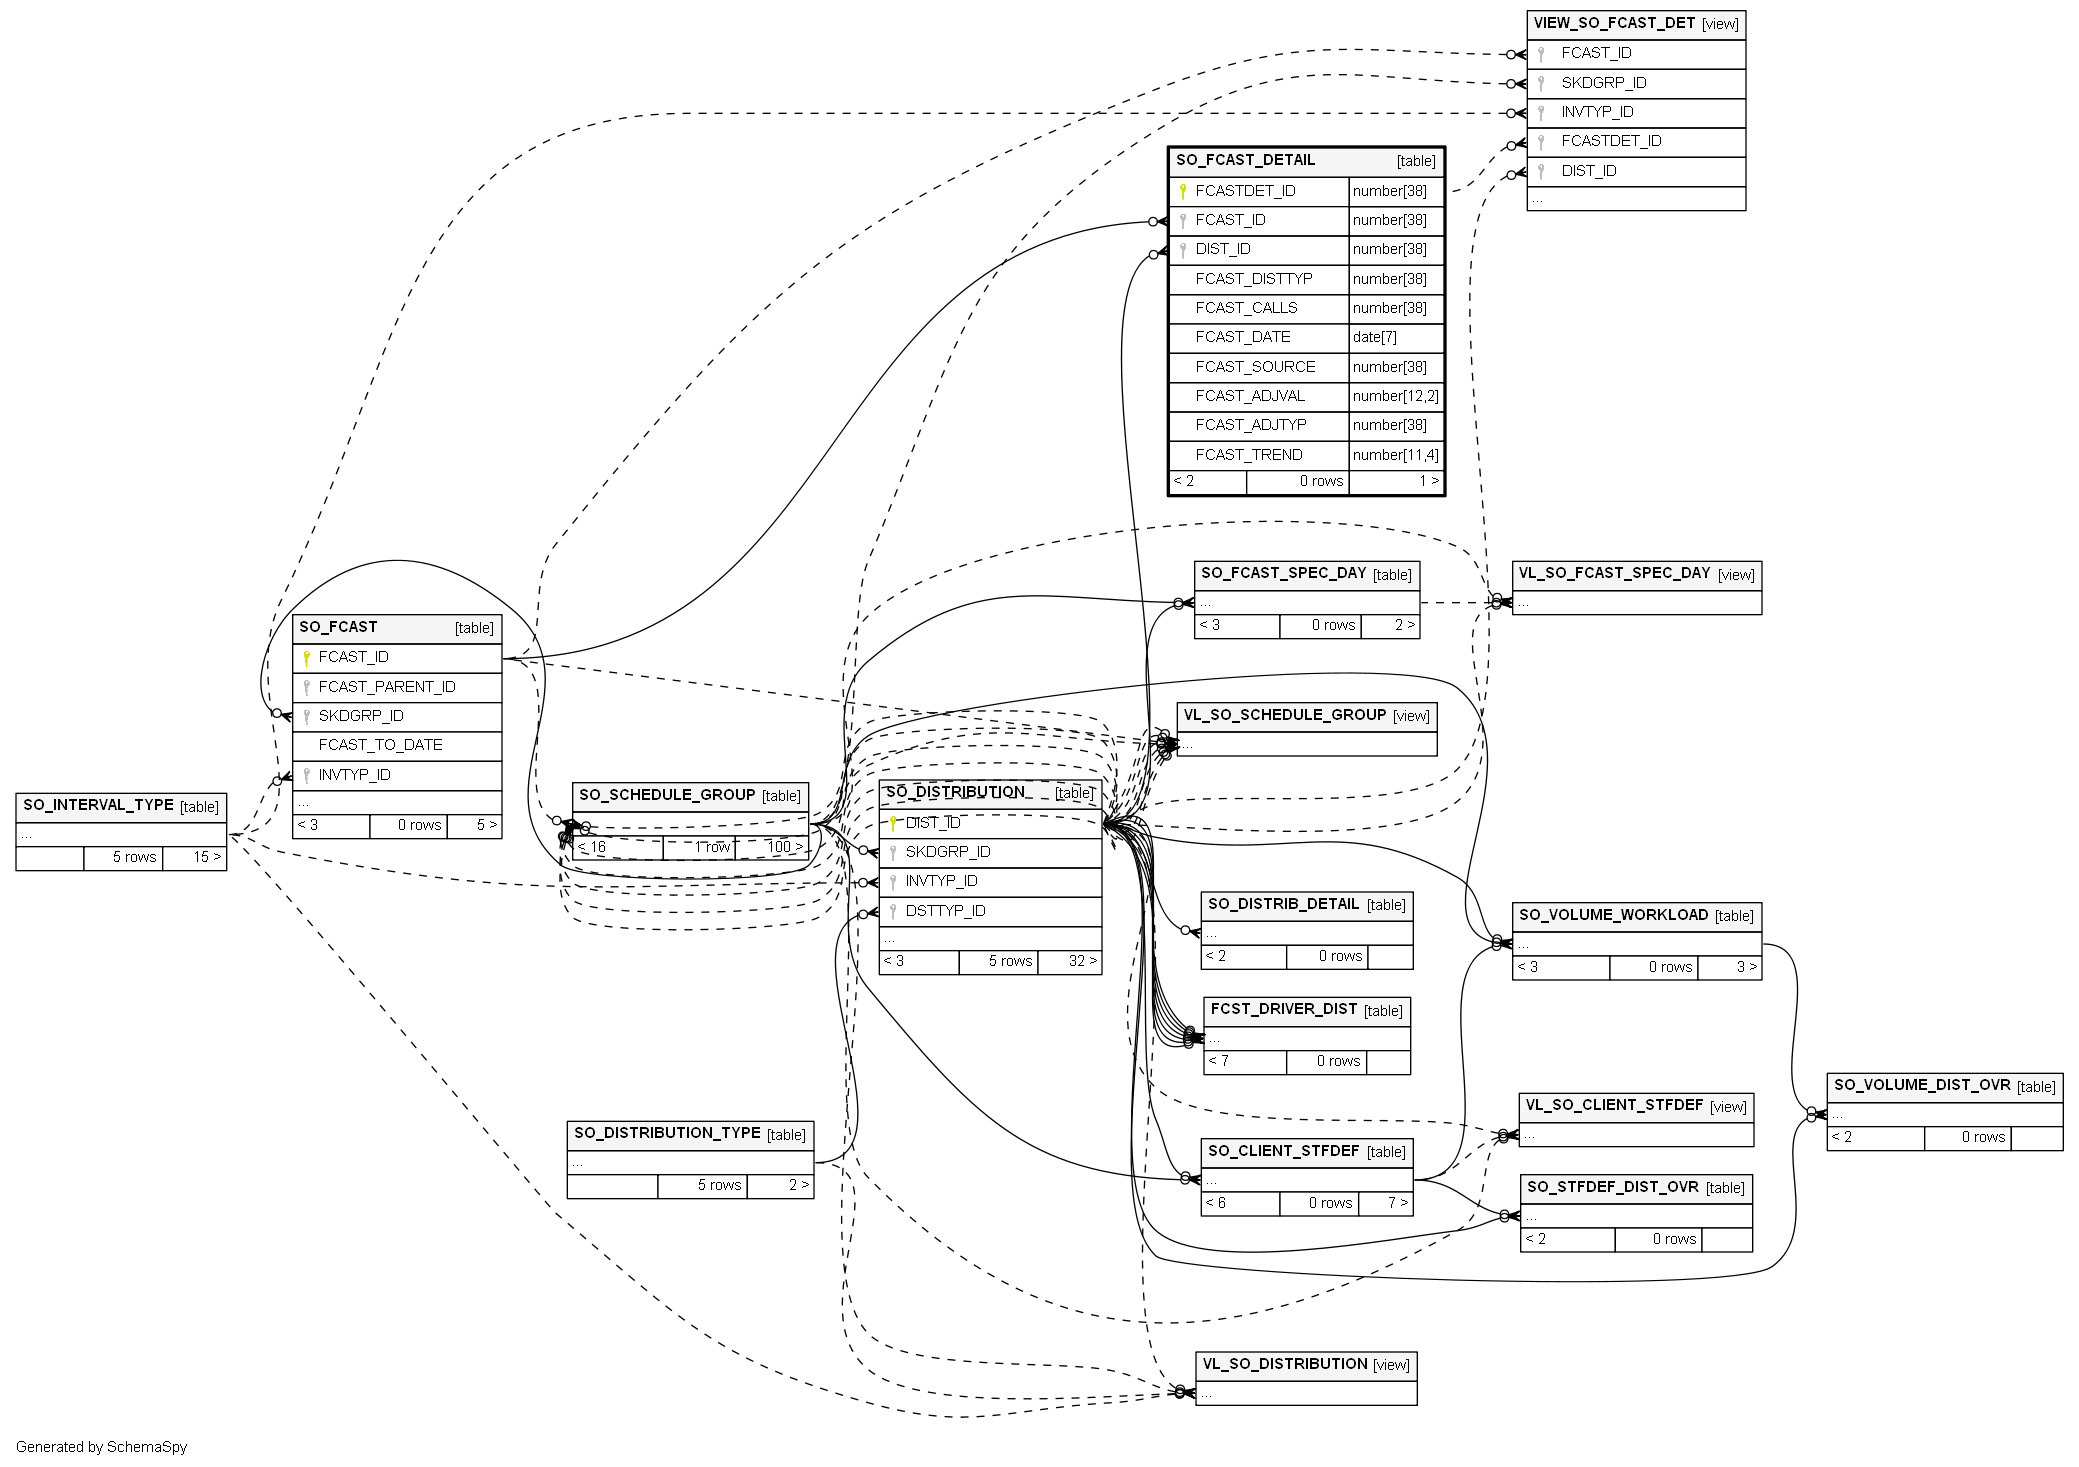 VIEW_SO_FCAST_DET [view]
FCAST_ID
SKDGRP_ID
INVTYP_ID
FCASTDET_ID
DIST_ID
...
SO_FCAST_DETAIL [table]
FCASTDET_ID number[38]
FCAST_ID number[38]
DIST_ID number[38]
FCAST_DISTTYP number[38]
FCAST_CALLS number[38]
FCAST_DATE date[7]
FCAST_SOURCE number[38]
FCAST_ADJVAL number[12,2]
FCAST_ADJTYP number[38]
FCAST_TREND number[11,4]
< 2 0 rows 1 >
SO_FCAST_SPEC_DAY [table]
...
< 3 0 rows 2 >
VL_SO_FCAST_SPEC_DAY [view]
...
SO_FCAST [table]
FCAST_ID
FCAST_PARENT_ID
SKDGRP_ID
FCAST_TO_DATE
INVTYP_ID
...
< 3 0 rows 5 >
VL_SO_SCHEDULE_GROUP [view]
...
SO_INTERVAL_TYPE [table]
...
5 rows 15 >
SO_SCHEDULE_GROUP [table]
< 16 1 row 100 >
SO_DISTRIBUTION [table]
DIST_ID
SKDGRP_ID
INVTYP_ID
DSTTYP_ID
...
< 3 5 rows 32 >
SO_DISTRIB_DETAIL [table]
...
< 2 0 rows
SO_VOLUME_WORKLOAD [table]
...
< 3 0 rows 3 >
FCST_DRIVER_DIST [table]
...
< 7 0 rows
SO_VOLUME_DIST_OVR [table]
...
< 2 0 rows
VL_SO_CLIENT_STFDEF [view]
...
SO_DISTRIBUTION_TYPE [table]
...
5 rows 2 >
SO_CLIENT_STFDEF [table]
...
< 6 0 rows 7 >
SO_STFDEF_DIST_OVR [table]
...
< 2 0 rows
VL_SO_DISTRIBUTION [view]
...
Generated by SchemaSpy